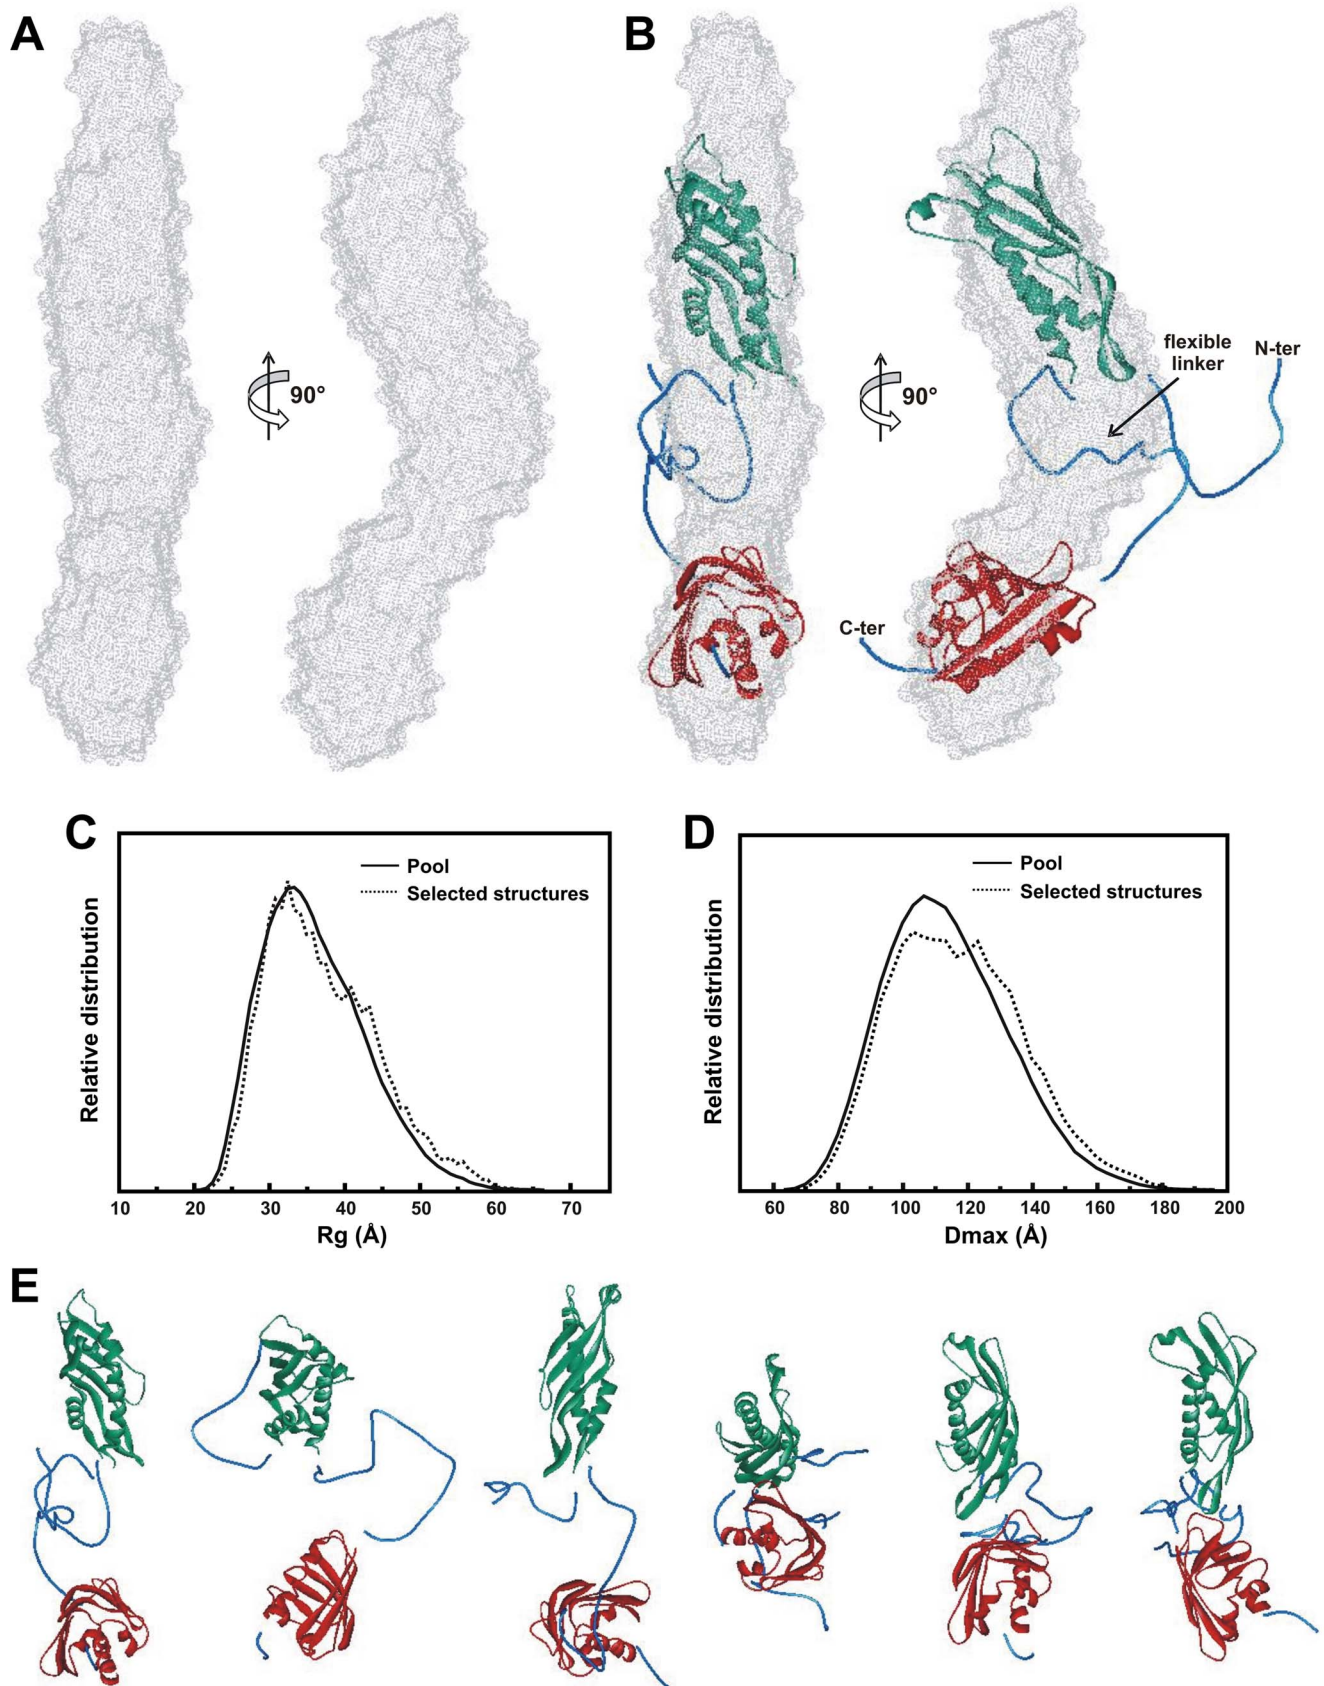 A
B
90°
90°
flexible
linker
N-ter
C-ter
C
Pool
Selected structures
Relative distribution
10 20 30 40 50 60 70
Rg (Å)
D
Pool
Selected structures
Relative distribution
60 80 100 120 140 160 180 200
Dmax (Å)
E